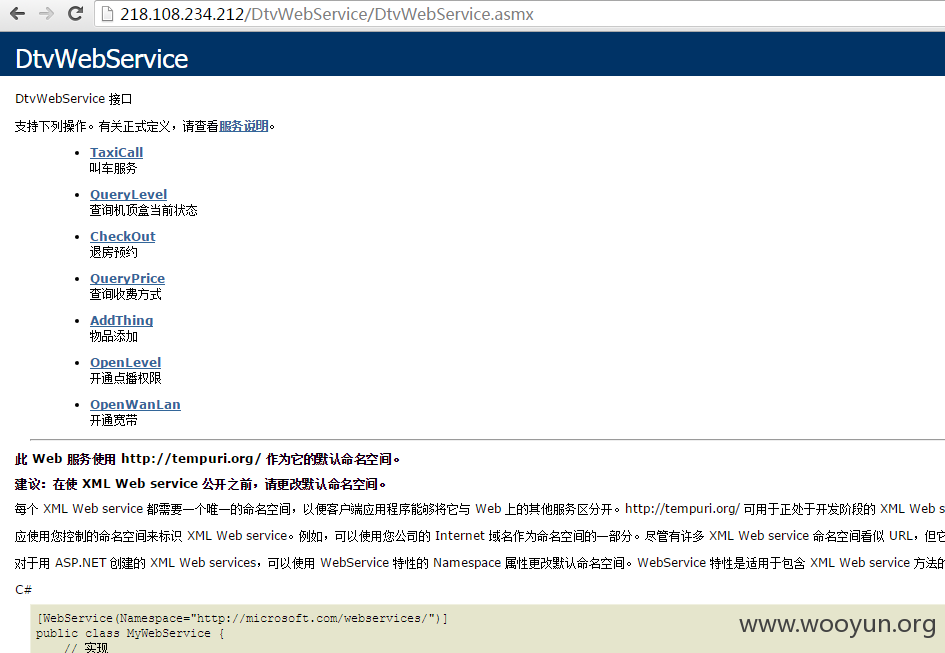 218.108.234.212/DtvWebService/DtvWebService.asmx
DtvWebService
DtvWebService 接口
支持下列操作。有关正式定义，请查看服务说明。
TaxiCall
叫车服务
QueryLevel
查询机顶盒当前状态
CheckOut
退房预约
QueryPrice
查询收费方式
AddThing
物品添加
OpenLevel
开通点播权限
OpenWanLan
开通宽带
此 Web 服务使用 http://tempuri.org/ 作为它的默认命名空间。
建议：在使 XML Web service 公开之前，请更改默认命名空间。
每个 XML Web service 都需要一个唯一的命名空间，以便客户端应用程序能够将它与 Web 上的其他服务区分开。http://tempuri.org/ 可用于正处于开发阶段的 XML Web s
应使用您控制的命名空间来标识 XML Web service。例如，可以使用您公司的 Internet 域名作为命名空间的一部分。尽管有许多 XML Web service 命名空间看似 URL，但它
对于用 ASP.NET 创建的 XML Web services，可以使用 WebService 特性的 Namespace 属性更改默认命名空间。WebService 特性是适用于包含 XML Web service 方法的
C#
[WebService(Namespace="http://microsoft.com/webservices/")]
public class MyWebService {
// 实现
www.wooyun.org